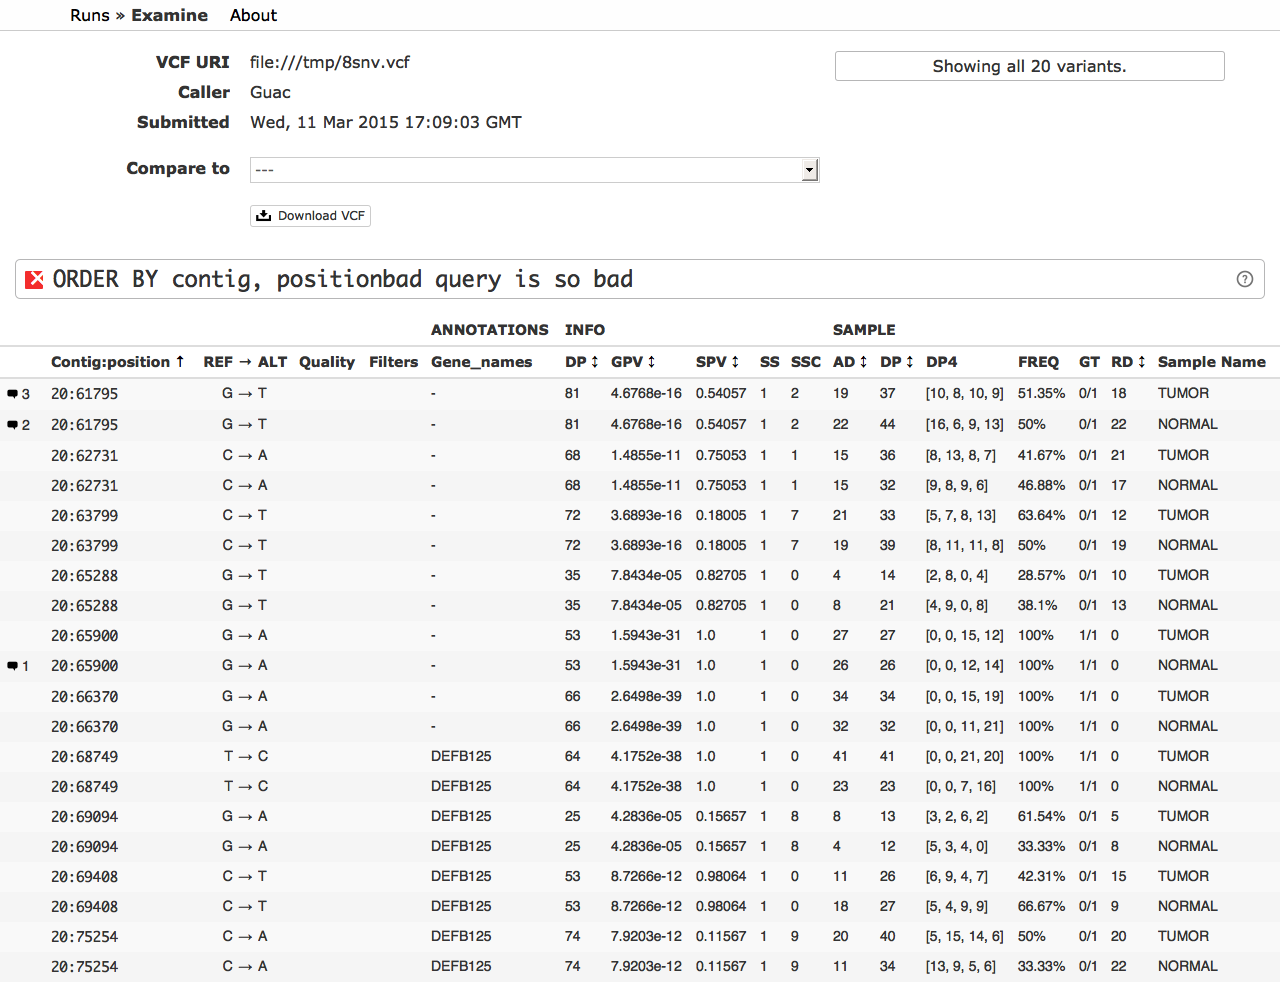 Runs » Examine About
VCF URI file:///tmp/8snv.vcf
Showing all 20 variants.
Caller Guac
Submitted Wed, 11 Mar 2015 17:09:03 GMT
Compare to ---
Download VCF
ORDER BY contig, positionbad query is so bad ?
ANNOTATIONS INFO SAMPLE
Contig:position ↑ REF → ALT Quality Filters Gene_names DP ↕ GPV ↕ SPV ↕ SS SSC AD ↕ DP ↕ DP4 FREQ GT RD ↕ Sample Name
3 20:61795 G → T - 81 4.6768e-16 0.54057 1 2 19 37 [10, 8, 10, 9] 51.35% 0/1 18 TUMOR
2 20:61795 G → T - 81 4.6768e-16 0.54057 1 2 22 44 [16, 6, 9, 13] 50% 0/1 22 NORMAL
20:62731 C → A - 68 1.4855e-11 0.75053 1 1 15 36 [8, 13, 8, 7] 41.67% 0/1 21 TUMOR
20:62731 C → A - 68 1.4855e-11 0.75053 1 1 15 32 [9, 8, 9, 6] 46.88% 0/1 17 NORMAL
20:63799 C → T - 72 3.6893e-16 0.18005 1 7 21 33 [5, 7, 8, 13] 63.64% 0/1 12 TUMOR
20:63799 C → T - 72 3.6893e-16 0.18005 1 7 19 39 [8, 11, 11, 8] 50% 0/1 19 NORMAL
20:65288 G → T - 35 7.8434e-05 0.82705 1 0 4 14 [2, 8, 0, 4] 28.57% 0/1 10 TUMOR
20:65288 G → T - 35 7.8434e-05 0.82705 1 0 8 21 [4, 9, 0, 8] 38.1% 0/1 13 NORMAL
20:65900 G → A - 53 1.5943e-31 1.0 1 0 27 27 [0, 0, 15, 12] 100% 1/1 0 TUMOR
1 20:65900 G → A - 53 1.5943e-31 1.0 1 0 26 26 [0, 0, 12, 14] 100% 1/1 0 NORMAL
20:66370 G → A - 66 2.6498e-39 1.0 1 0 34 34 [0, 0, 15, 19] 100% 1/1 0 TUMOR
20:66370 G → A - 66 2.6498e-39 1.0 1 0 32 32 [0, 0, 11, 21] 100% 1/1 0 NORMAL
20:68749 T → C DEFB125 64 4.1752e-38 1.0 1 0 41 41 [0, 0, 21, 20] 100% 1/1 0 TUMOR
20:68749 T → C DEFB125 64 4.1752e-38 1.0 1 0 23 23 [0, 0, 7, 16] 100% 1/1 0 NORMAL
20:69094 G → A DEFB125 25 4.2836e-05 0.15657 1 8 8 13 [3, 2, 6, 2] 61.54% 0/1 5 TUMOR
20:69094 G → A DEFB125 25 4.2836e-05 0.15657 1 8 4 12 [5, 3, 4, 0] 33.33% 0/1 8 NORMAL
20:69408 C → T DEFB125 53 8.7266e-12 0.98064 1 0 11 26 [6, 9, 4, 7] 42.31% 0/1 15 TUMOR
20:69408 C → T DEFB125 53 8.7266e-12 0.98064 1 0 18 27 [5, 4, 9, 9] 66.67% 0/1 9 NORMAL
20:75254 C → A DEFB125 74 7.9203e-12 0.11567 1 9 20 40 [5, 15, 14, 6] 50% 0/1 20 TUMOR
20:75254 C → A DEFB125 74 7.9203e-12 0.11567 1 9 11 34 [13, 9, 5, 6] 33.33% 0/1 22 NORMAL